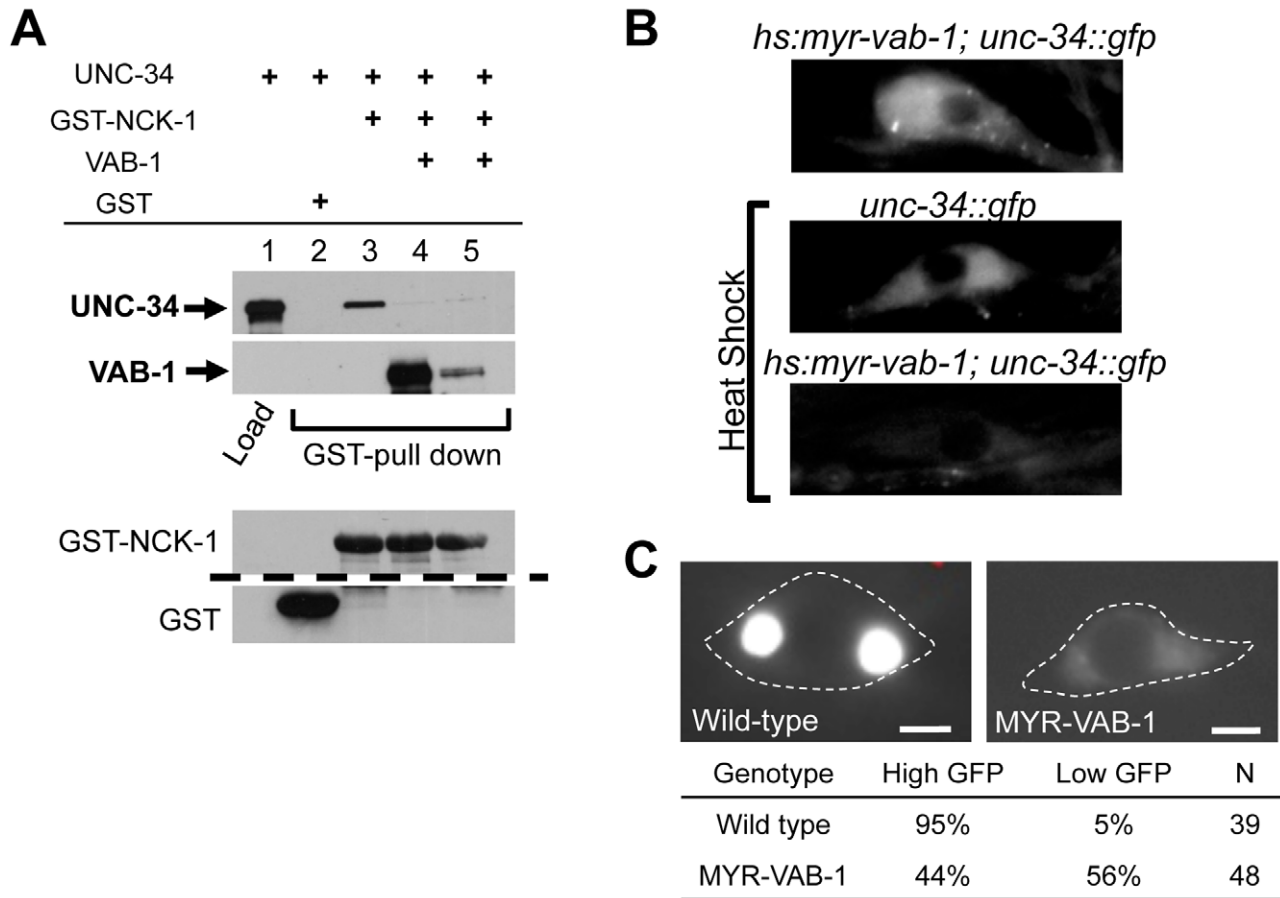 A
UNC-34 + + + + +
GST-NCK-1 + + +
VAB-1 + +
GST +
1 2 3 4 5
UNC-34
VAB-1
Load
GST-pull down
GST-NCK-1
GST
B
hs:myr-vab-1; unc-34::gfp
unc-34::gfp
hs:myr-vab-1; unc-34::gfp
Heat Shock
C
Wild-type
MYR-VAB-1
Genotype High GFP Low GFP N
Wild type 95% 5% 39
MYR-VAB-1 44% 56% 48